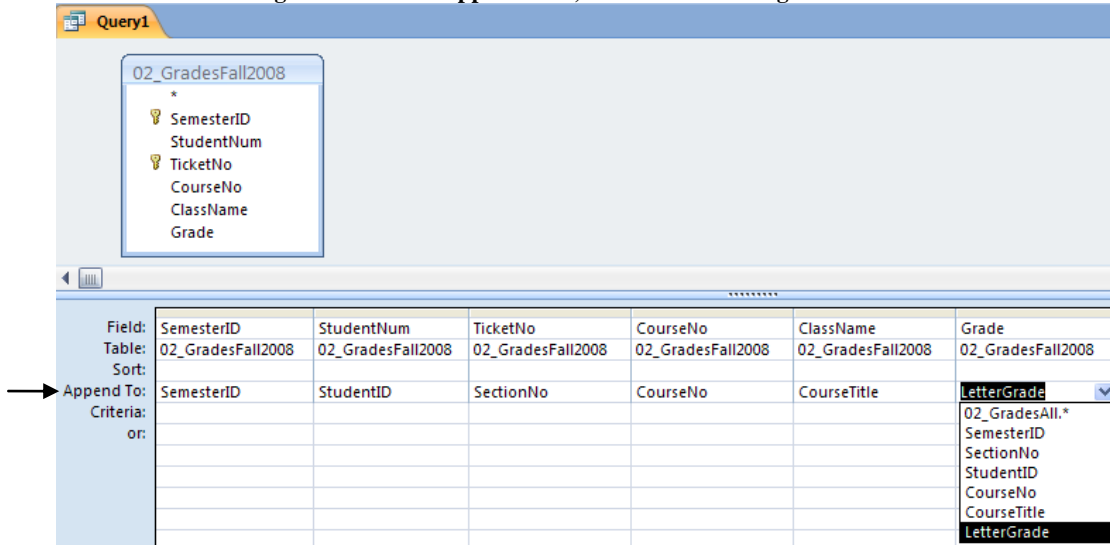 Query1
02_GradesFall2008
*
SemesterID
StudentNum
TicketNo
CourseNo
ClassName
Grade
Field: SemesterID StudentNum TicketNo CourseNo ClassName Grade
Table: 02_GradesFall2008 02_GradesFall2008 02_GradesFall2008 02_GradesFall2008 02_GradesFall2008 02_GradesFall2008
Sort:
Append To: SemesterID StudentID SectionNo CourseNo CourseTitle LetterGrade
Criteria:
or:
02_GradesAll.*
SemesterID
SectionNo
StudentID
CourseNo
CourseTitle
LetterGrade